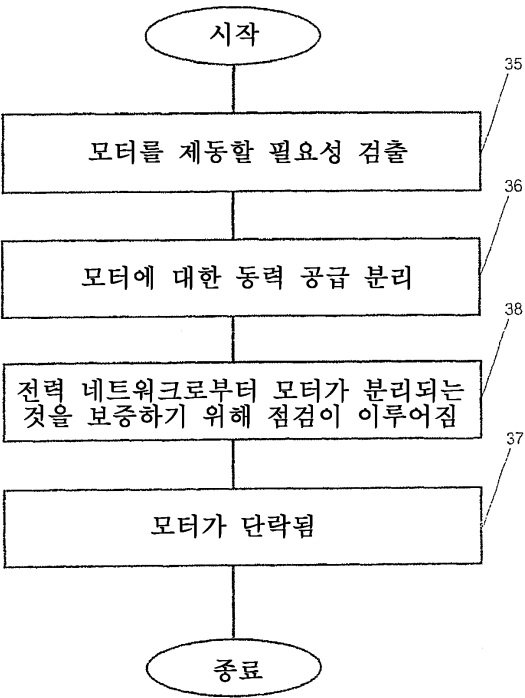 시작
35
모터를 제동할 필요성 검출
36
모터에 대한 동력 공급 분리
38
전력 네트워크로부터 모터가 분리되는
것을 보증하기 위해 점검이 이루어짐
37
모터가 단락됨
종료